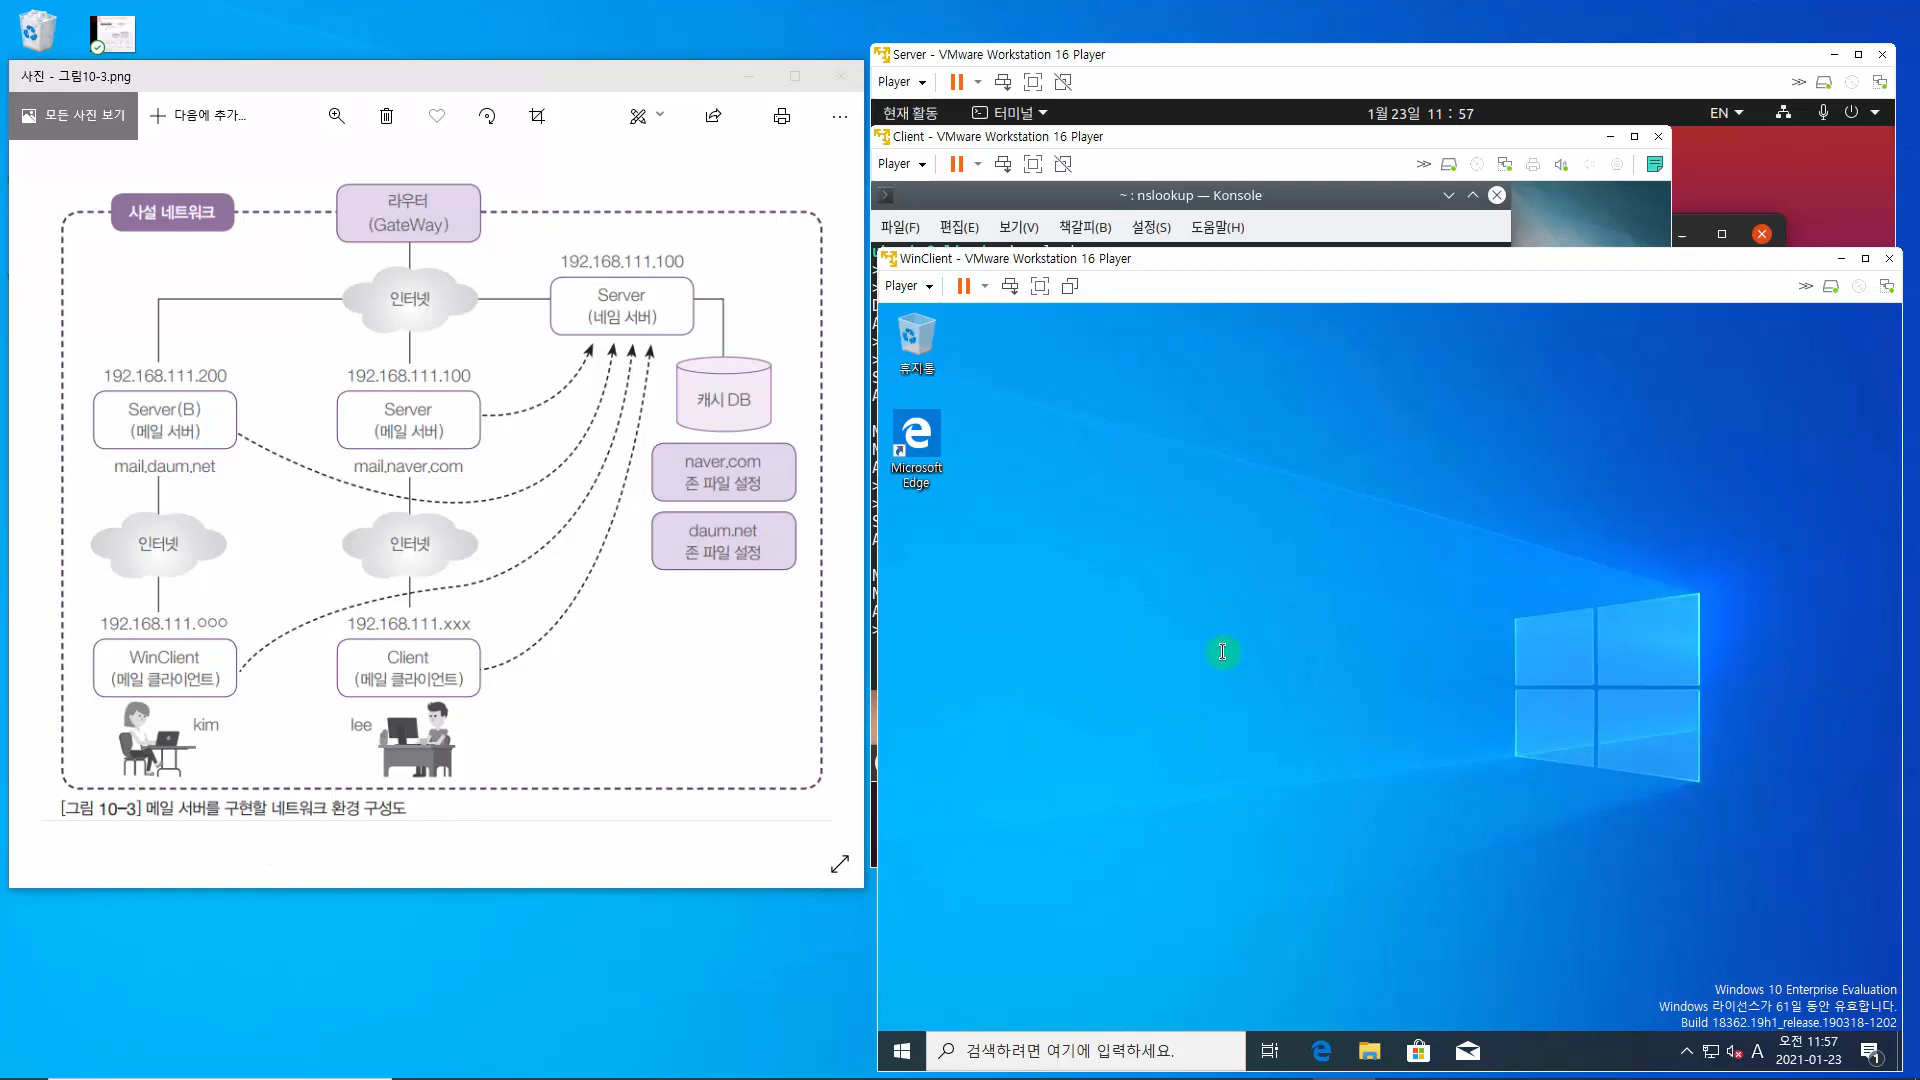 사진 - 그림10-3.png
모든 사진 보기
다음에 추가...
사설 네트워크
라우터
(GateWay)
인터넷
192.168.111.100
Server
(네임 서버)
192.168.111.200
Server(B)
(메일 서버)
mail.daum.net
192.168.111.100
Server
(메일 서버)
mail.naver.com
캐시 DB
naver.com
존 파일 설정
daum.net
존 파일 설정
인터넷
인터넷
192.168.111.○○○
WinClient
(메일 클라이언트)
kim
192.168.111.xxx
Client
(메일 클라이언트)
lee
[그림 10-3] 메일 서버를 구현할 네트워크 환경 구성도
Server - VMware Workstation 16 Player
Player
현재 활동
터미널
1월 23일 11 : 57
EN
Client - VMware Workstation 16 Player
Player
~ : nslookup — Konsole
파일(F)
편집(E)
보기(V)
책갈피(B)
설정(S)
도움말(H)
WinClient - VMware Workstation 16 Player
Player
휴지통
Microsoft
Edge
Windows 10 Enterprise Evaluation
Windows 라이선스가 61일 동안 유효합니다.
Build 18362.19h1_release.190318-1202
검색하려면 여기에 입력하세요.
A
오전 11:57
2021-01-23
1